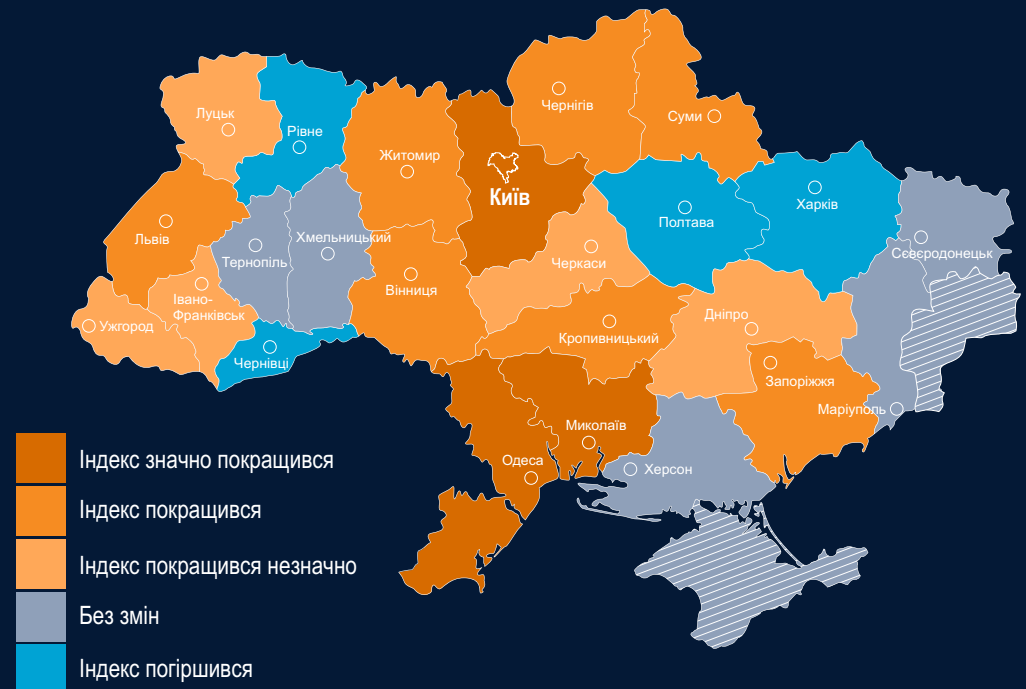 Чернігів
Суми
Луцьк
Рівне
Житомир
Київ
Харків
Полтава
Львів
Хмельницький
Тернопіль
Черкаси
Сєвєродонецьк
Вінниця
Івано-
Франківськ
Ужгород
Дніпро
Кропивницький
Чернівці
Запоріжжя
Маріуполь
Миколаїв
Одеса
Херсон
Індекс значно покращився
Індекс покращився
Індекс покращився незначно
Без змін
Індекс погіршився